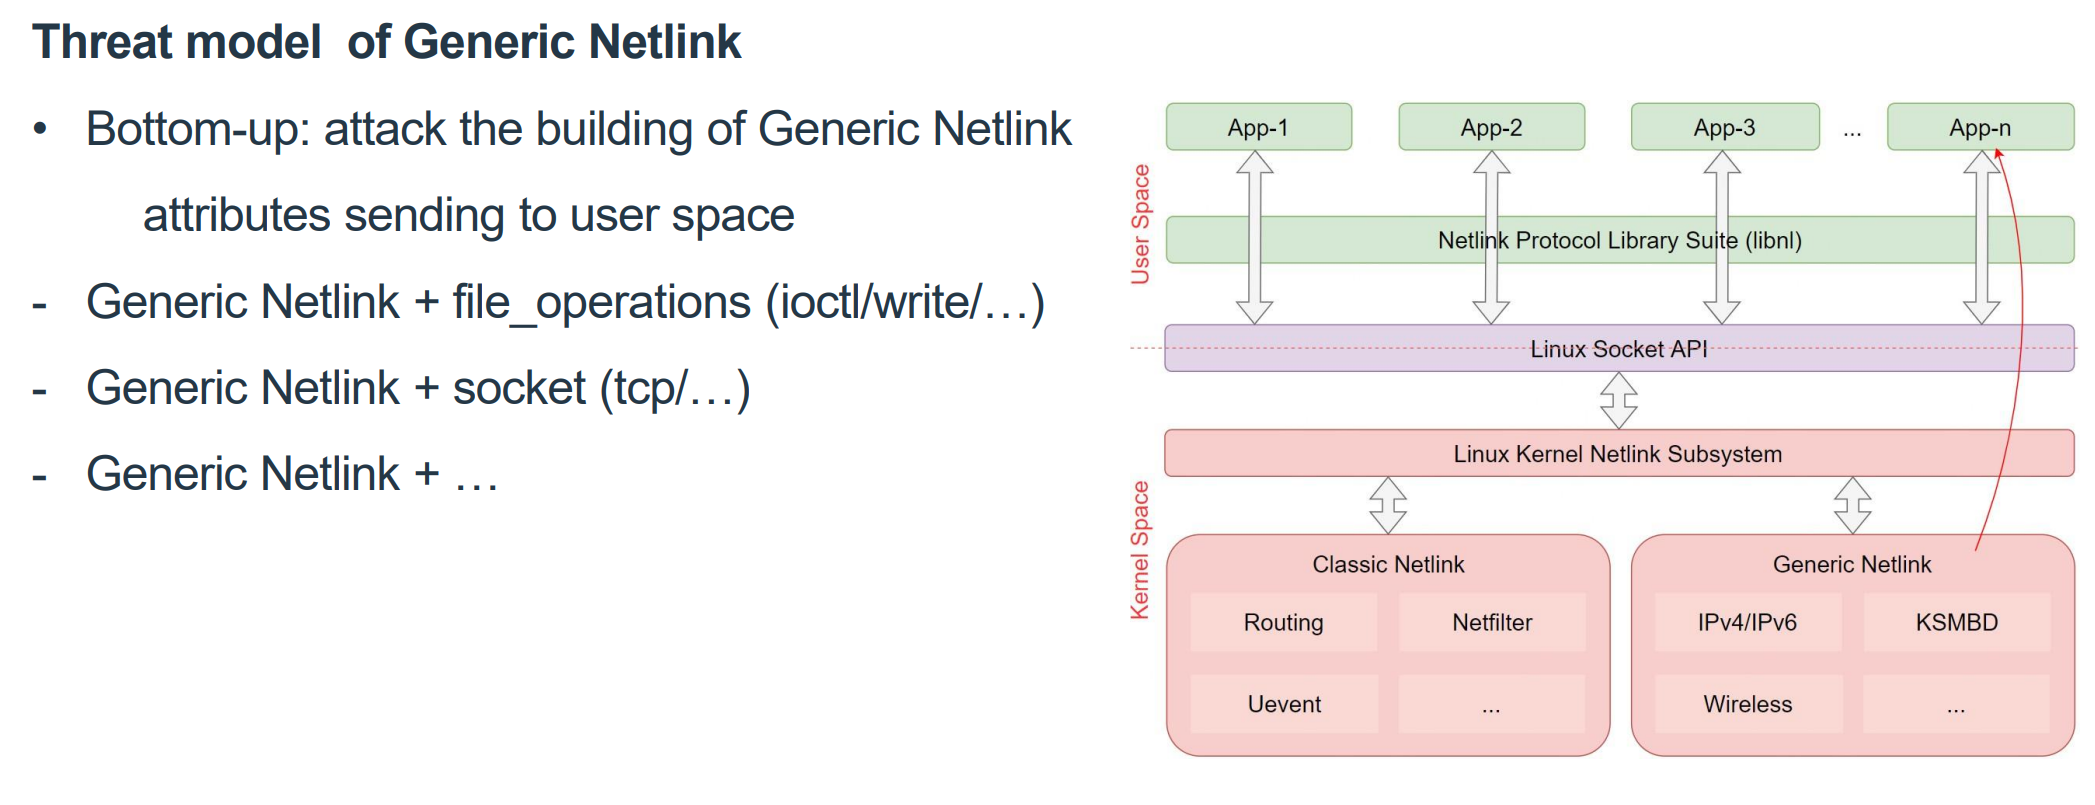 Threat model  of Generic Netlink
• Bottom-up: attack the building of Generic Netlink
attributes sending to user space
- Generic Netlink + file_operations (ioctl/write/…)
- Generic Netlink + socket (tcp/…)
- Generic Netlink + …
App-1
App-2
App-3
...
App-n
User Space
Netlink Protocol Library Suite (libnl)
Linux Socket API
Linux Kernel Netlink Subsystem
Kernel Space
Classic Netlink
Routing
Netfilter
Uevent
...
Generic Netlink
IPv4/IPv6
KSMBD
Wireless
...